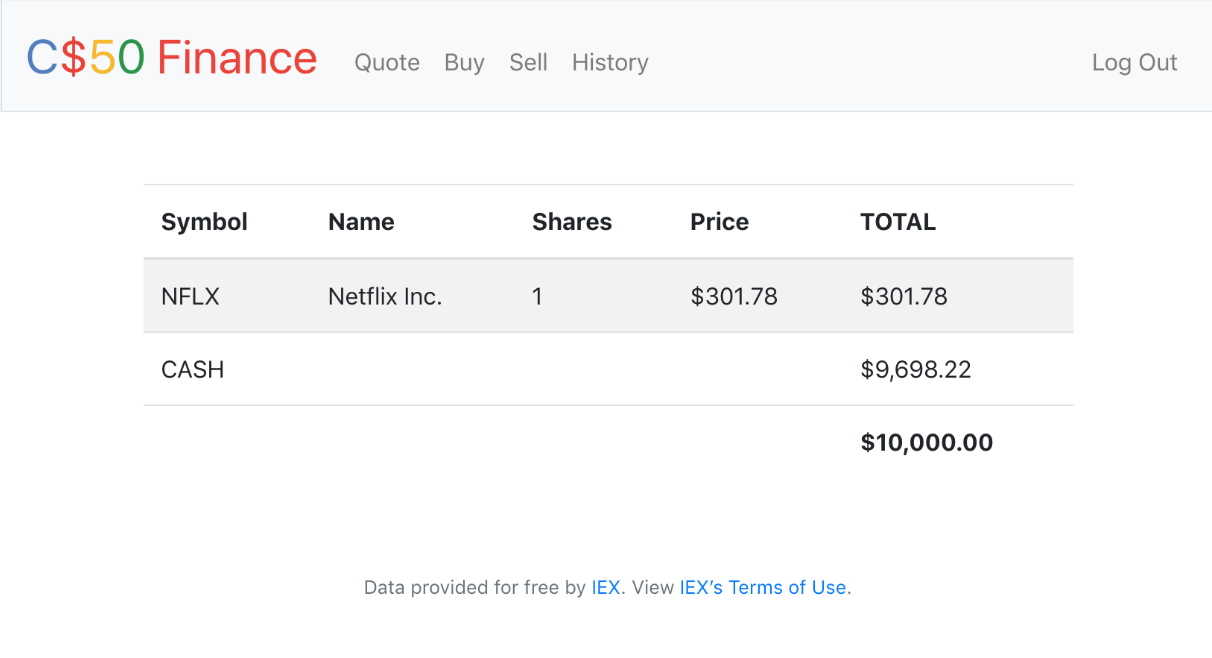 C$50 Finance Quote Buy Sell History Log Out
Symbol Name Shares Price TOTAL
NFLX Netflix Inc. 1 $301.78 $301.78
CASH $9,698.22
$10,000.00
Data provided for free by IEX. View IEX’s Terms of Use.